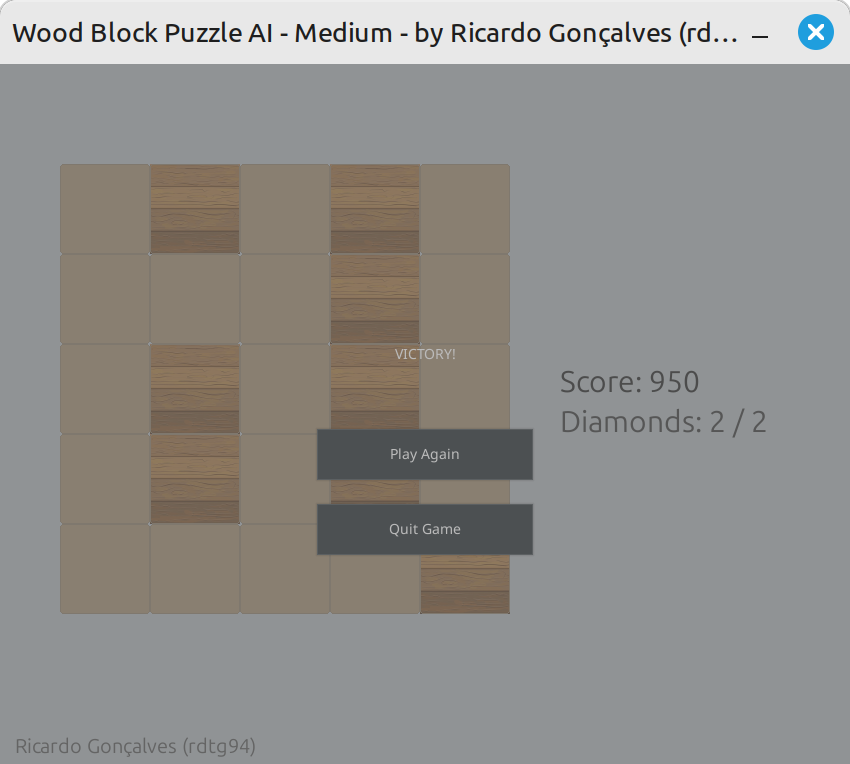 Wood Block Puzzle AI - Medium - by Ricardo Gonçalves (rd...
VICTORY!
Score: 950
Diamonds: 2 / 2
Play Again
Quit Game
Ricardo Gonçalves (rdtg94)